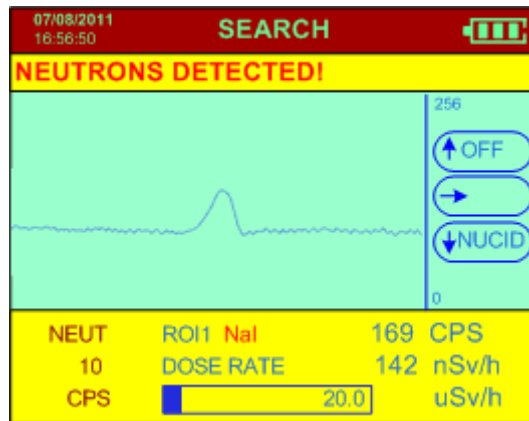 07/08/2011
16:56:50
SEARCH
NEUTRONS DETECTED!
256
OFF
NUCID
0
NEUT ROI1 NaI 169 CPS
10 DOSE RATE 142 nSv/h
CPS 20.0 uSv/h